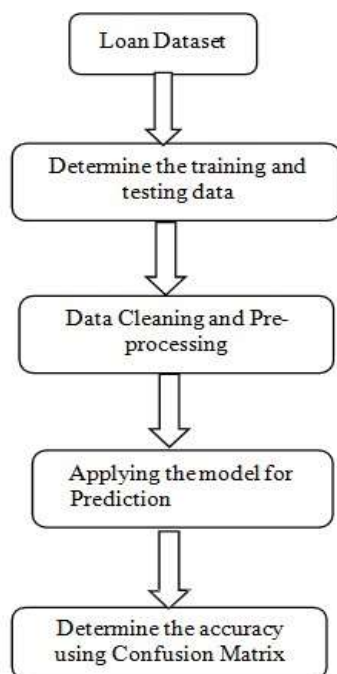 Loan Dataset
Determine the training and
testing data
Data Cleaning and Pre-
processing
Applying the model for
Prediction
Determine the accuracy
using Confusion Matrix